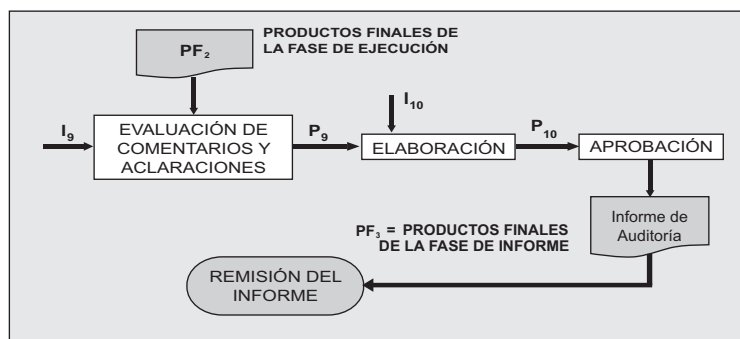 PF₂
PRODUCTOS FINALES DE
LA FASE DE EJECUCIÓN
I₉
EVALUACIÓN DE
COMENTARIOS Y
ACLARACIONES
P₉
I₁₀
ELABORACIÓN
P₁₀
APROBACIÓN
Informe de
Auditoría
PF₃ = PRODUCTOS FINALES
DE LA FASE DE INFORME
REMISIÓN DEL
INFORME